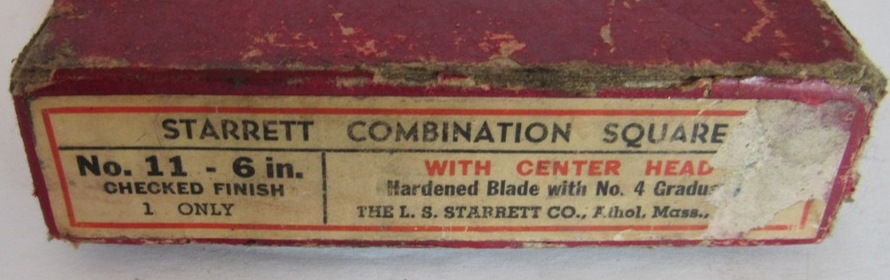 STARRETT COMBINATION SQUARE
No. 11 - 6 in.
CHECKED FINISH
1 ONLY
WITH CENTER HEAD
Hardened Blade with No. 4 Gradu
THE L. S. STARRETT CO., Athol, Mass.,